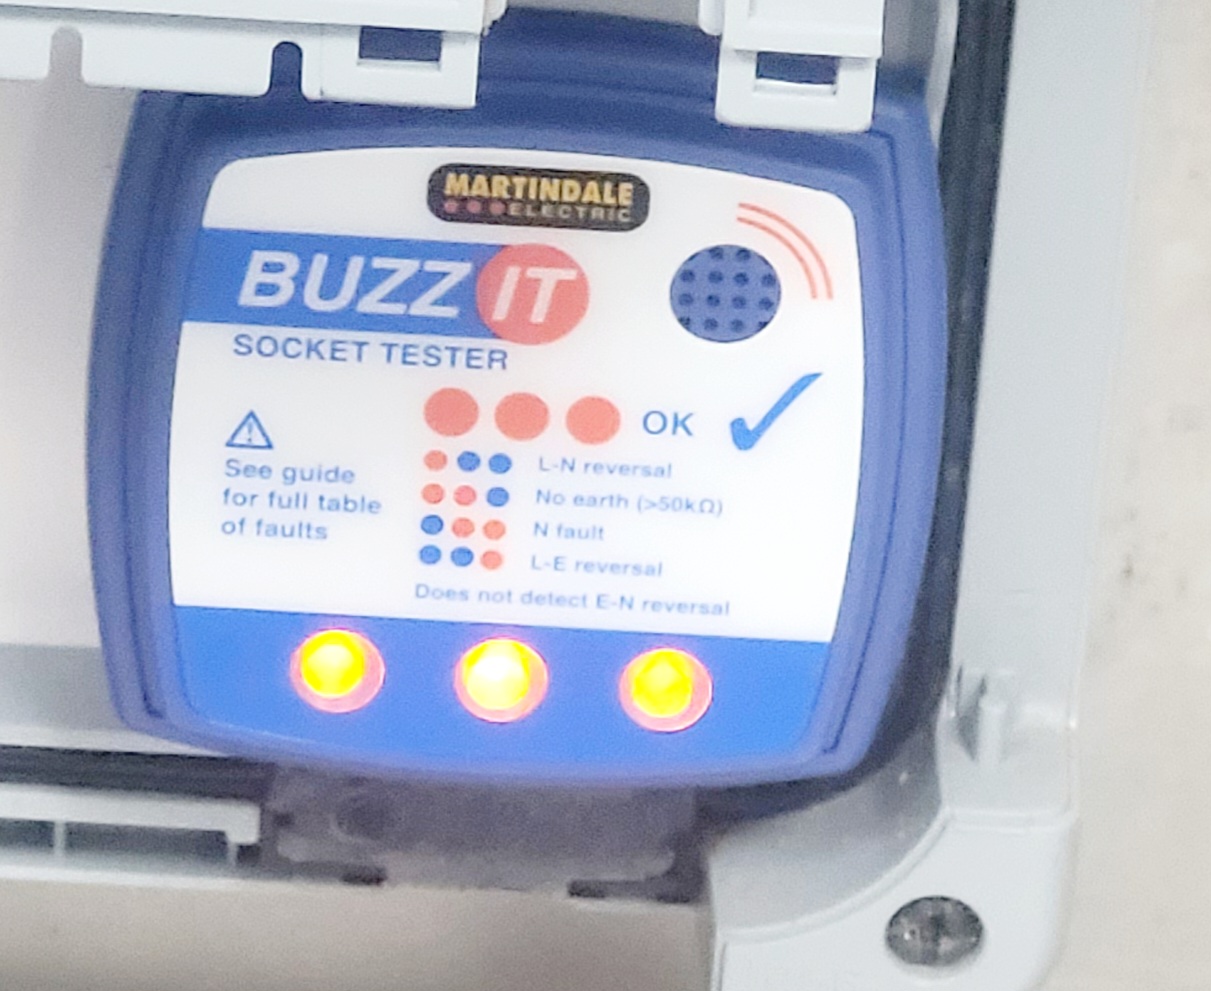 MARTINDALE
ELECTRIC
BUZZ IT
SOCKET TESTER
OK
L-N reversal
No earth (>50kΩ)
N fault
L-E reversal
See guide
for full table
of faults
Does not detect E-N reversal